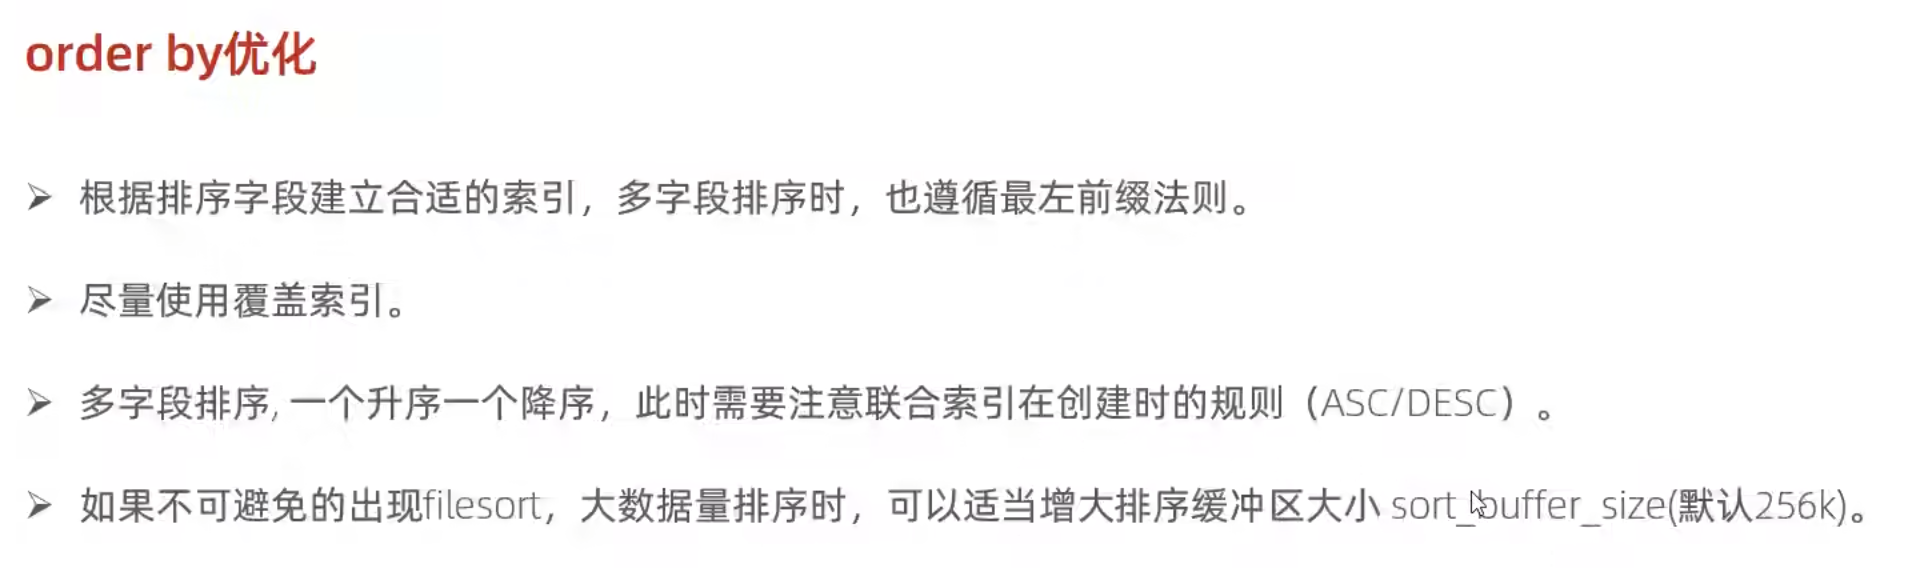 order by优化
➢ 根据排序字段建立合适的索引，多字段排序时，也遵循最左前缀法则。
➢ 尽量使用覆盖索引。
➢ 多字段排序, 一个升序一个降序，此时需要注意联合索引在创建时的规则（ASC/DESC）。
➢ 如果不可避免的出现filesort，大数据量排序时，可以适当增大排序缓冲区大小 sort_buffer_size(默认256k)。